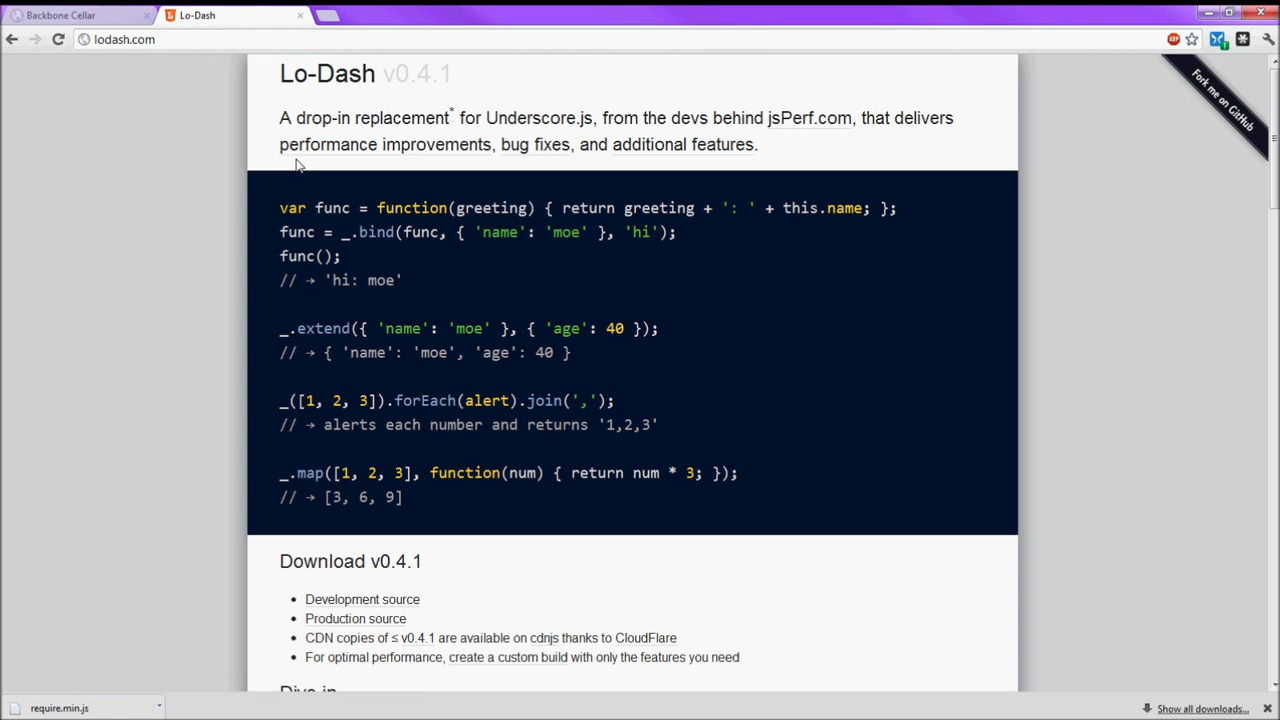 Backbone Cellar
Lo-Dash
lodash.com
Lo-Dash v0.4.1
A drop-in replacement* for Underscore.js, from the devs behind jsPerf.com, that delivers
performance improvements, bug fixes, and additional features.
Fork me on GitHub
var func = function(greeting) { return greeting + ': ' + this.name; };
func = _.bind(func, { 'name': 'moe' }, 'hi');
func();
// → 'hi: moe'
_.extend({ 'name': 'moe' }, { 'age': 40 });
// → { 'name': 'moe', 'age': 40 }
_([1, 2, 3]).forEach(alert).join(',');
// → alerts each number and returns '1,2,3'
_.map([1, 2, 3], function(num) { return num * 3; });
// → [3, 6, 9]
Download v0.4.1
Development source
Production source
CDN copies of ≤ v0.4.1 are available on cdnjs thanks to CloudFlare
For optimal performance, create a custom build with only the features you need
Dive in
require.min.js
Show all downloads...